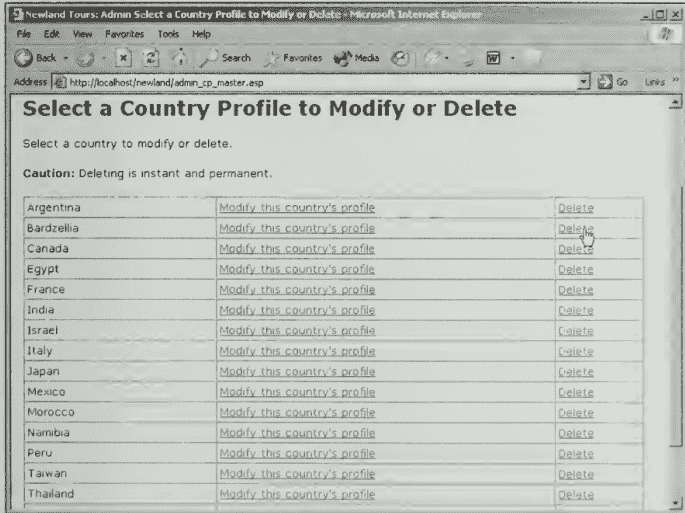 Newland Tours: Admin Select a Country Profile to Modify or Delete - Microsoft Internet Explorer
File Edit View Favorites Tools Help
Back Search Favorites Media
Address http://localhost/newland/admin_cp_master.asp Go Links »
Select a Country Profile to Modify or Delete
Select a country to modify or delete.
Caution: Deleting is instant and permanent.
Argentina Modify this country's profile Delete
Bardzellia Modify this country's profile Delete
Canada Modify this country's profile Delete
Egypt Modify this country's profile Delete
France Modify this country's profile Delete
India Modify this country's profile Delete
Israel Modify this country's profile Delete
Italy Modify this country's profile Delete
Japan Modify this country's profile Delete
Mexico Modify this country's profile Delete
Morocco Modify this country's profile Delete
Namibia Modify this country's profile Delete
Peru Modify this country's profile Delete
Taiwan Modify this country's profile Delete
Thailand Modify this country's profile Delete